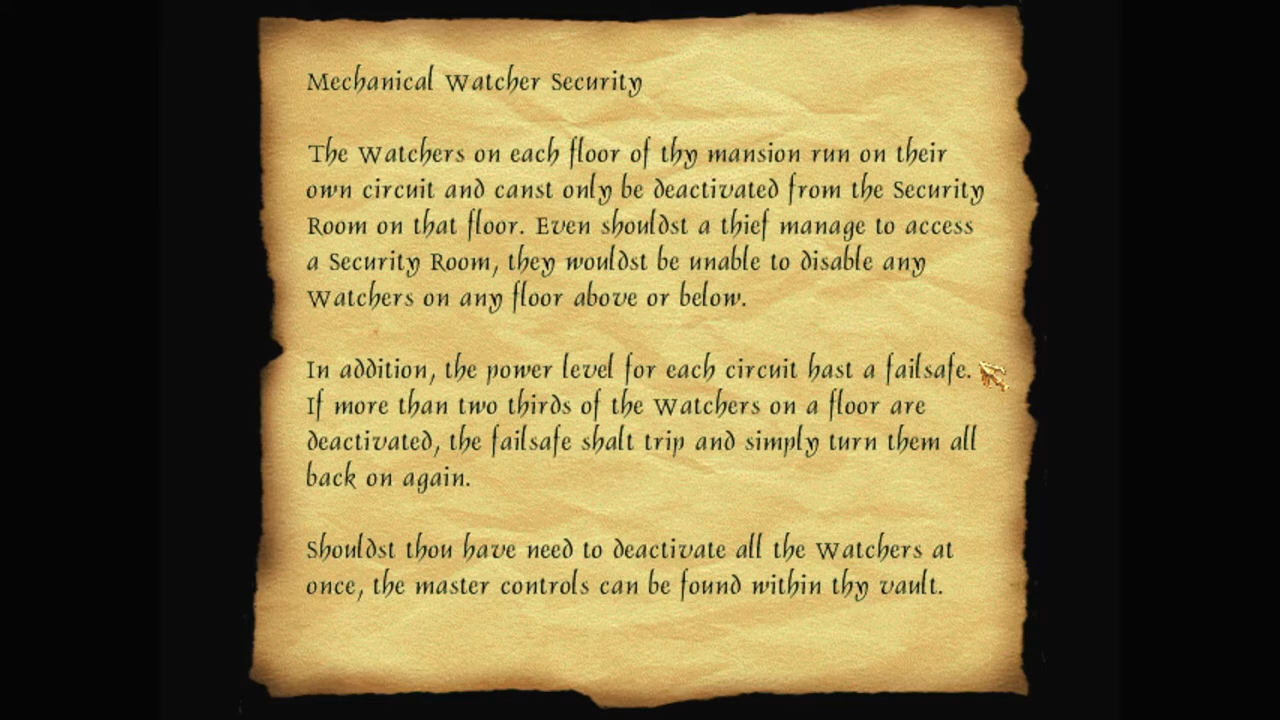 Mechanical Watcher Security
The Watchers on each floor of thy mansion run on their
own circuit and canst only be deactivated from the Security
Room on that floor. Even shouldst a thief manage to access
a Security Room, they wouldst be unable to disable any
Watchers on any floor above or below.
In addition, the power level for each circuit hast a failsafe.
If more than two thirds of the Watchers on a floor are
deactivated, the failsafe shalt trip and simply turn them all
back on again.
Shouldst thou have need to deactivate all the Watchers at
once, the master controls can be found within thy vault.